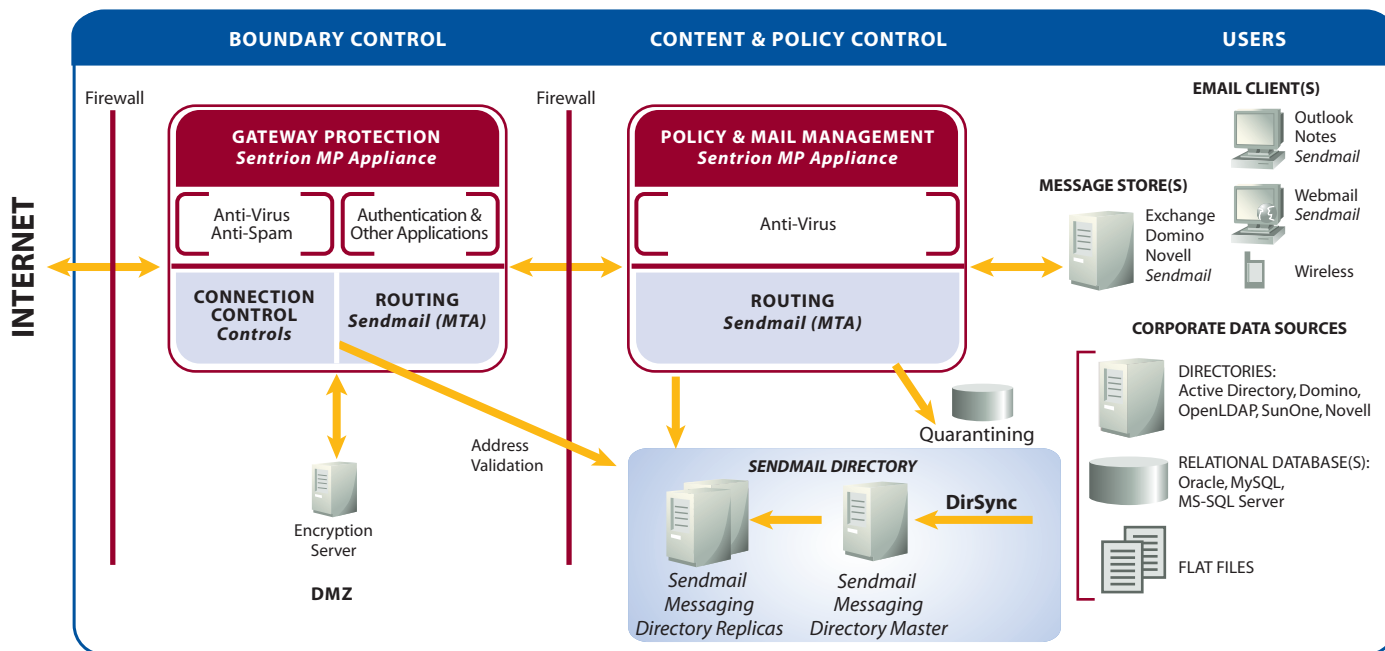 BOUNDARY CONTROL
CONTENT & POLICY CONTROL
USERS
INTERNET
Firewall
GATEWAY PROTECTION
Sentrion MP Appliance
Anti-Virus
Anti-Spam
Authentication &
Other Applications
CONNECTION
CONTROL
Controls
ROUTING
Sendmail (MTA)
Encryption
Server
DMZ
Address
Validation
Firewall
POLICY & MAIL MANAGEMENT
Sentrion MP Appliance
Anti-Virus
ROUTING
Sendmail (MTA)
Quarantining
SENDMAIL DIRECTORY
DirSync
Sendmail
Messaging
Directory Replicas
Sendmail
Messaging
Directory Master
EMAIL CLIENT(S)
Outlook
Notes
Sendmail
Webmail
Sendmail
Wireless
MESSAGE STORE(S)
Exchange
Domino
Novell
Sendmail
CORPORATE DATA SOURCES
DIRECTORIES:
Active Directory, Domino,
OpenLDAP, SunOne, Novell
RELATIONAL DATABASE(S):
Oracle, MySQL,
MS-SQL Server
FLAT FILES